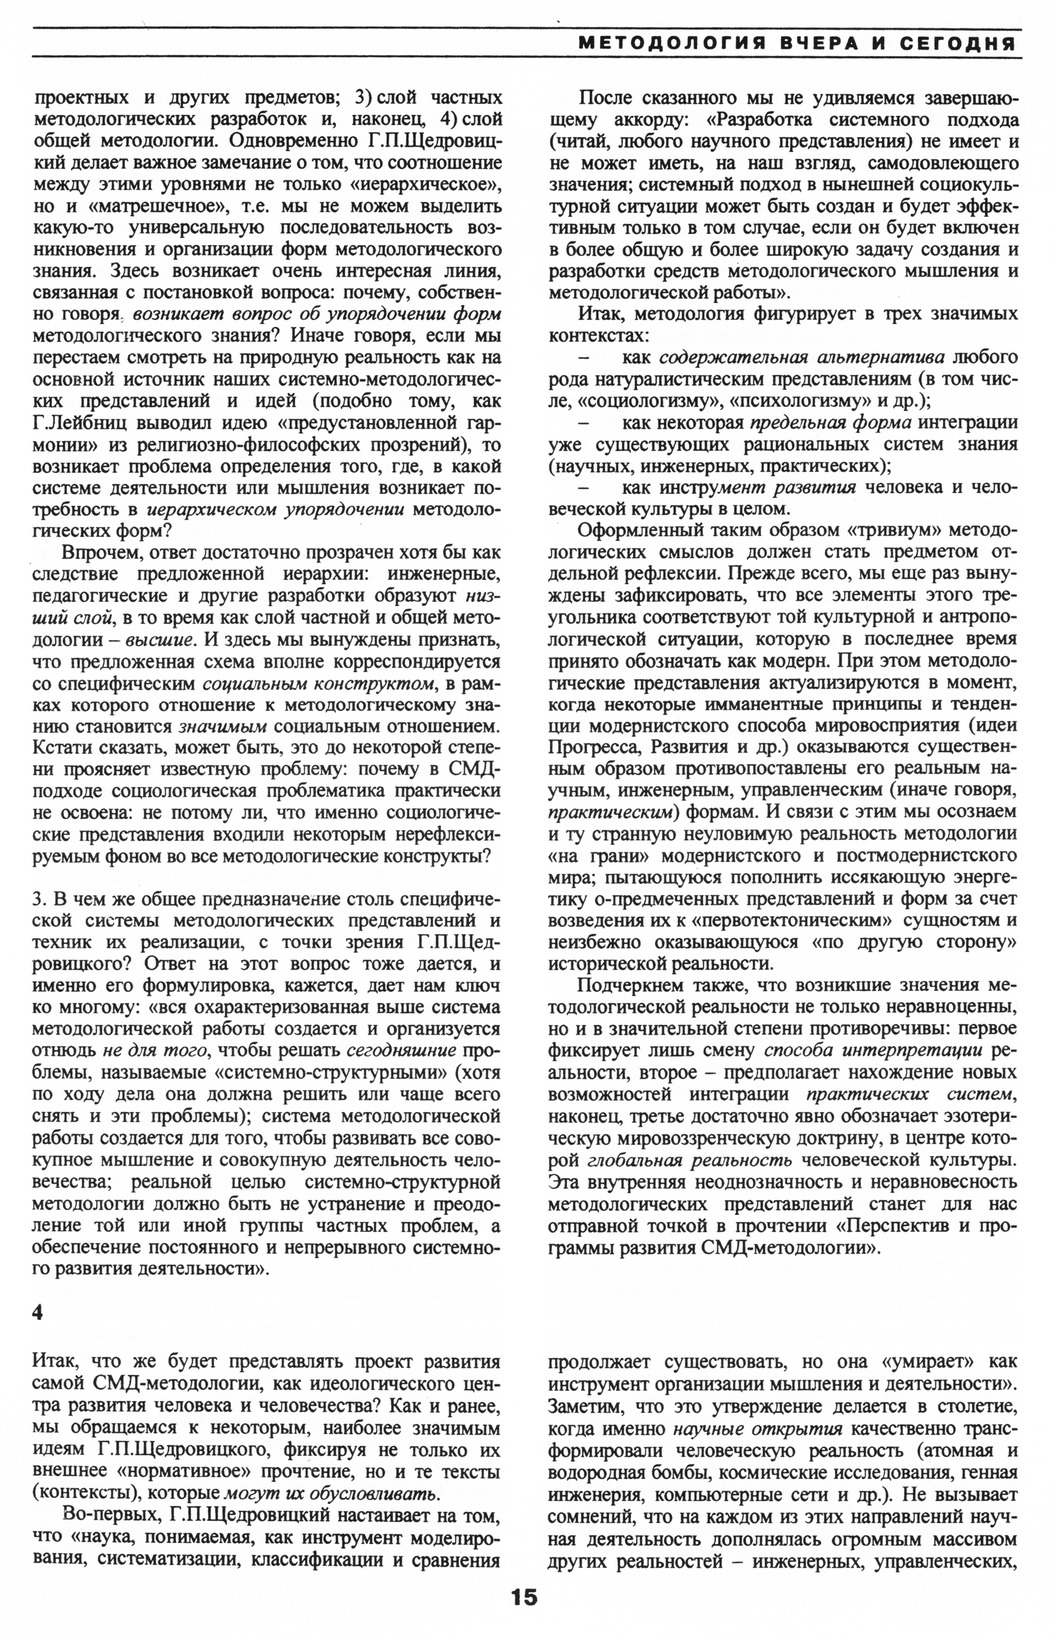 МЕТОДОЛОГИЯ ВЧЕРА И СЕГОДНЯ
проектных и других предметов; 3) слой частных
методологических разработок и, наконец, 4) слой
общей методологии. Одновременно Г.П.Щедровиц-
кий делает важное замечание о том, что соотношение
между этими уровнями не только «иерархическое»,
но и «матрешечное», т.е. мы не можем выделить
какую-то универсальную последовательность воз-
никновения и организации форм методологического
знания. Здесь возникает очень интересная линия,
связанная с постановкой вопроса: почему, собствен-
но говоря, возникает вопрос об упорядочении форм
методологического знания? Иначе говоря, если мы
перестаем смотреть на природную реальность как на
основной источник наших системно-методологичес-
ких представлений и идей (подобно тому, как
Г.Лейбниц выводил идею «предустановленной гар-
монии» из религиозно-философских прозрений), то
возникает проблема определения того, где, в какой
системе деятельности или мышления возникает по-
требность в иерархическом упорядочении методоло-
гических форм?
Впрочем, ответ достаточно прозрачен хотя бы как
следствие предложенной иерархии: инженерные,
педагогические и другие разработки образуют низ-
ший слой, в то время как слой частной и общей мето-
дологии – высшие. И здесь мы вынуждены признать,
что предложенная схема вполне корреспондируется
со специфическим социальным конструктом, в рам-
ках которого отношение к методологическому зна-
нию становится значимым социальным отношением.
Кстати сказать, может быть, это до некоторой степе-
ни проясняет известную проблему: почему в СМД-
подходе социологическая проблематика практически
не освоена: не потому ли, что именно социологиче-
ские представления входили некоторым нерефлекси-
руемым фоном во все методологические конструкты?
3. В чем же общее предназначение столь специфиче-
ской системы методологических представлений и
техник их реализации, с точки зрения Г.П.Щед-
ровицкого? Ответ на этот вопрос тоже дается, и
именно его формулировка, кажется, дает нам ключ
ко многому: «вся охарактеризованная выше система
методологической работы создается и организуется
отнюдь не для того, чтобы решать сегодняшние про-
блемы, называемые «системно-структурными» (хотя
по ходу дела она должна решить или чаще всего
снять и эти проблемы); система методологической
работы создается для того, чтобы развивать все сово-
купное мышление и совокупную деятельность чело-
вечества; реальной целью системно-структурной
методологии должно быть не устранение и преодо-
ление той или иной группы частных проблем, а
обеспечение постоянного и непрерывного системно-
го развития деятельности».
После сказанного мы не удивляемся завершаю-
щему аккорду: «Разработка системного подхода
(читай, любого научного представления) не имеет и
не может иметь, на наш взгляд, самодовлеющего
значения; системный подход в нынешней социокуль-
турной ситуации может быть создан и будет эффек-
тивным только в том случае, если он будет включен
в более общую и более широкую задачу создания и
разработки средств методологического мышления и
методологической работы».
Итак, методология фигурирует в трех значимых
контекстах:
– как содержательная альтернатива любого
рода натуралистическим представлениям (в том чис-
ле, «социологизму», «психологизму» и др.);
– как некоторая предельная форма интеграции
уже существующих рациональных систем знания
(научных, инженерных, практических);
– как инструмент развития человека и чело-
веческой культуры в целом.
Оформленный таким образом «тривиум» методо-
логических смыслов должен стать предметом от-
дельной рефлексии. Прежде всего, мы еще раз выну-
ждены зафиксировать, что все элементы этого тре-
угольника соответствуют той культурной и антропо-
логической ситуации, которую в последнее время
принято обозначать как модерн. При этом методоло-
гические представления актуализируются в момент,
когда некоторые имманентные принципы и тенден-
ции модернистского способа мировосприятия (идеи
Прогресса, Развития и др.) оказываются существен-
ным образом противопоставлены его реальным на-
учным, инженерным, управленческим (иначе говоря,
практическим) формам. И связи с этим мы осознаем
и ту странную неуловимую реальность методологии
«на грани» модернистского и постмодернистского
мира; пытающуюся пополнить иссякающую энерге-
тику о-предмеченных представлений и форм за счет
возведения их к «первотектоническим» сущностям и
неизбежно оказывающуюся «по другую сторону»
исторической реальности.
Подчеркнем также, что возникшие значения ме-
тодологической реальности не только неравноценны,
но и в значительной степени противоречивы: первое
фиксирует лишь смену способа интерпретации ре-
альности, второе – предполагает нахождение новых
возможностей интеграции практических систем,
наконец, третье достаточно явно обозначает эзотери-
ческую мировоззренческую доктрину, в центре кото-
рой глобальная реальность человеческой культуры.
Эта внутренняя неоднозначность и неравновесность
методологических представлений станет для нас
отправной точкой в прочтении «Перспектив и про-
граммы развития СМД-методологии».
4
Итак, что же будет представлять проект развития
самой СМД-методологии, как идеологического цен-
тра развития человека и человечества? Как и ранее,
мы обращаемся к некоторым, наиболее значимым
идеям Г.П.Щедровицкого, фиксируя не только их
внешнее «нормативное» прочтение, но и те тексты
(контексты), которые могут их обусловливать.
Во-первых, Г.П.Щедровицкий настаивает на том,
что «наука, понимаемая, как инструмент моделиро-
вания, систематизации, классификации и сравнения
продолжает существовать, но она «умирает» как
инструмент организации мышления и деятельности».
Заметим, что это утверждение делается в столетие,
когда именно научные открытия качественно транс-
формировали человеческую реальность (атомная и
водородная бомбы, космические исследования, генная
инженерия, компьютерные сети и др.). Не вызывает
сомнений, что на каждом из этих направлений науч-
ная деятельность дополнялась огромным массивом
других реальностей – инженерных, управленческих,
15